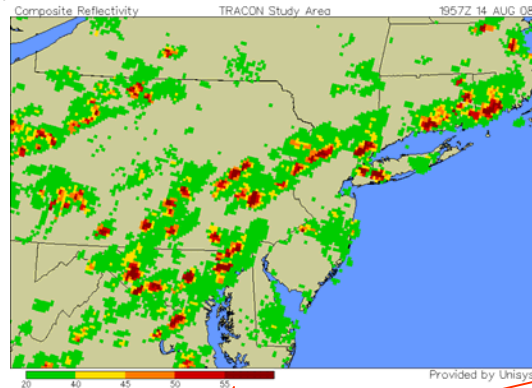 Composite Reflectivity TRACON Study Area 1957Z 14 AUG 08
20 40 45 50 55
Provided by Unisys